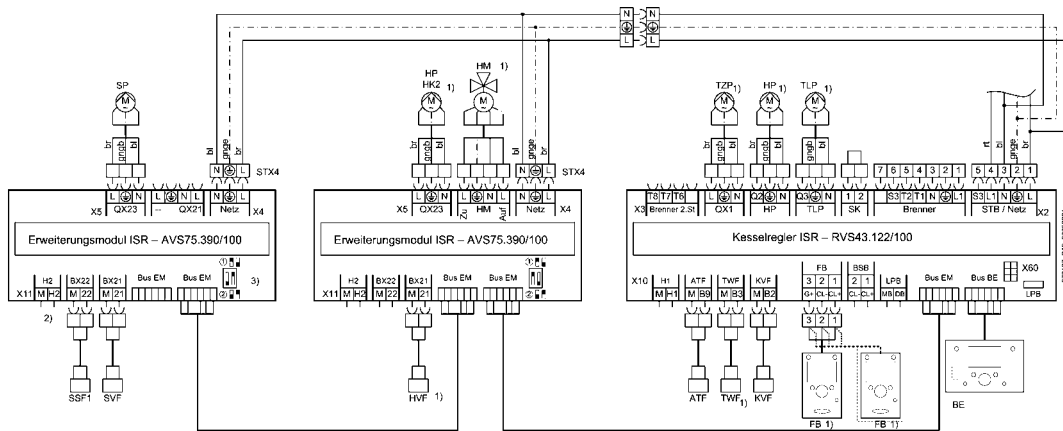 N N
L L
SP
HP
HK2 1)
HM 1)
TZP 1) HP 1) TLP 1)
br gngb bl
bl gnge br
br gngb bl
bl gnge br
br gngb bl
br gngb bl
br gngb bl
rt bl gnge br
N L STX4
N L STX4
7 6 5 4 3 2 1
5 4 3 2 1
X5 L N L N L N N L X4
QX23 -- QX21 Netz
X5 L N Zu N Auf N L X4
QX23 HM Netz
X3 T8 T7 T6 L N Q2 N Q3 N 1 2 S3 T2 T1 N L1 S3 L1 N L X2
Brenner 2.St QX1 HP TLP SK Brenner STB / Netz
Erweiterungsmodul ISR – AVS75.390/100
Erweiterungsmodul ISR – AVS75.390/100
Kesselregler ISR – RVS43.122/100
H2 BX22 BX21 Bus EM Bus EM
X11 M H2 M 22 M 21
① ② 3)
2)
H2 BX22 BX21 Bus EM Bus EM
X11 M H2 M 22 M 21
① ②
H1 ATF TWF KVF FB BSB LPB Bus EM Bus BE X60
X10 M H1 M B9 M B3 M B2
3 2 1 2 1
G+ CL- CL+ CL- CL+ MB DB LPB
3 2 1
SSF1 SVF
HVF 1)
ATF TWF 1) KVF
FB 1) FB 1)
BE